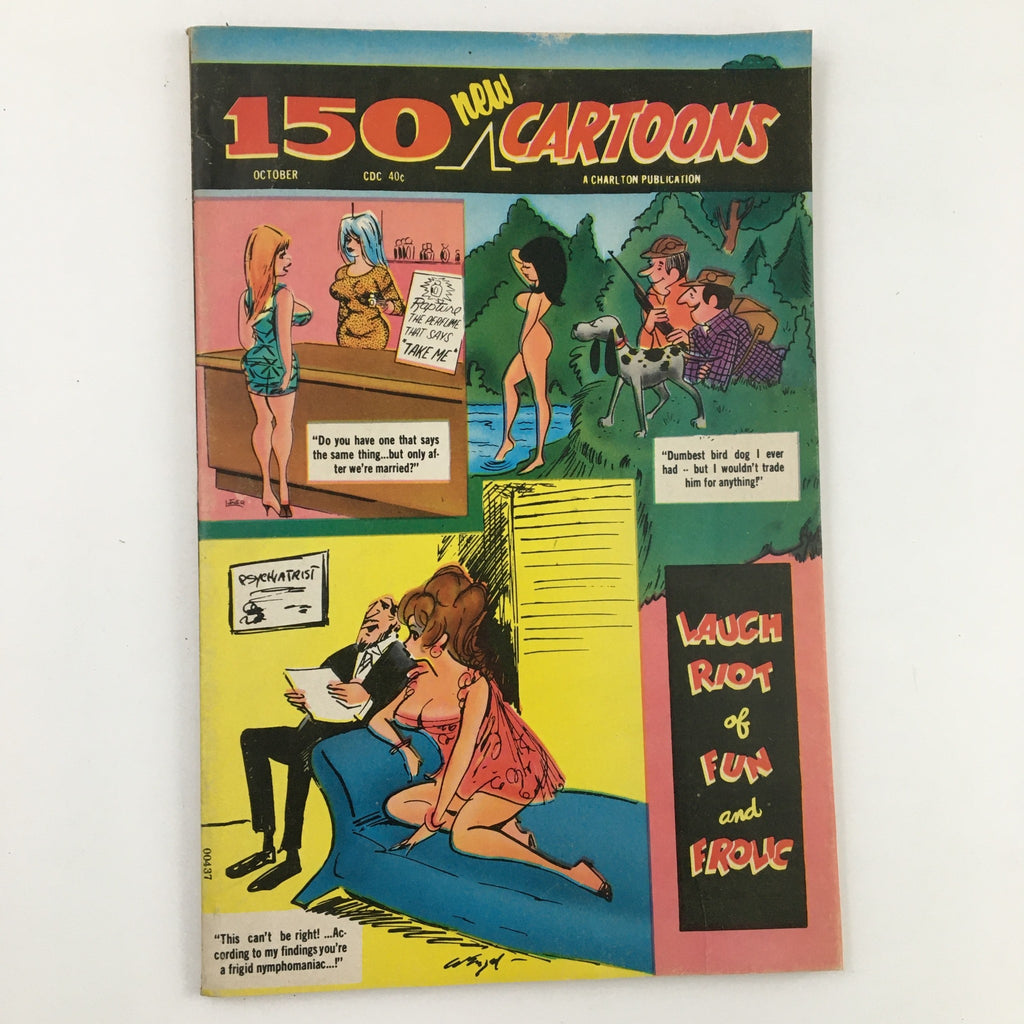 150 new CARTOONS
OCTOBER CDC 40¢ A CHARLTON PUBLICATION
Rapture
THE PERFUME
THAT SAYS
"TAKE ME"
"Do you have one that says
the same thing...but only af-
ter we're married?"
"Dumbest bird dog I ever
had -- but I wouldn't trade
him for anything!"
PSYCHIATRIST
LAUGH
RIOT
of
FUN
and
FROLIC
00437
"This can't be right! ...Ac-
cording to my findings you're
a frigid nymphomaniac...!"